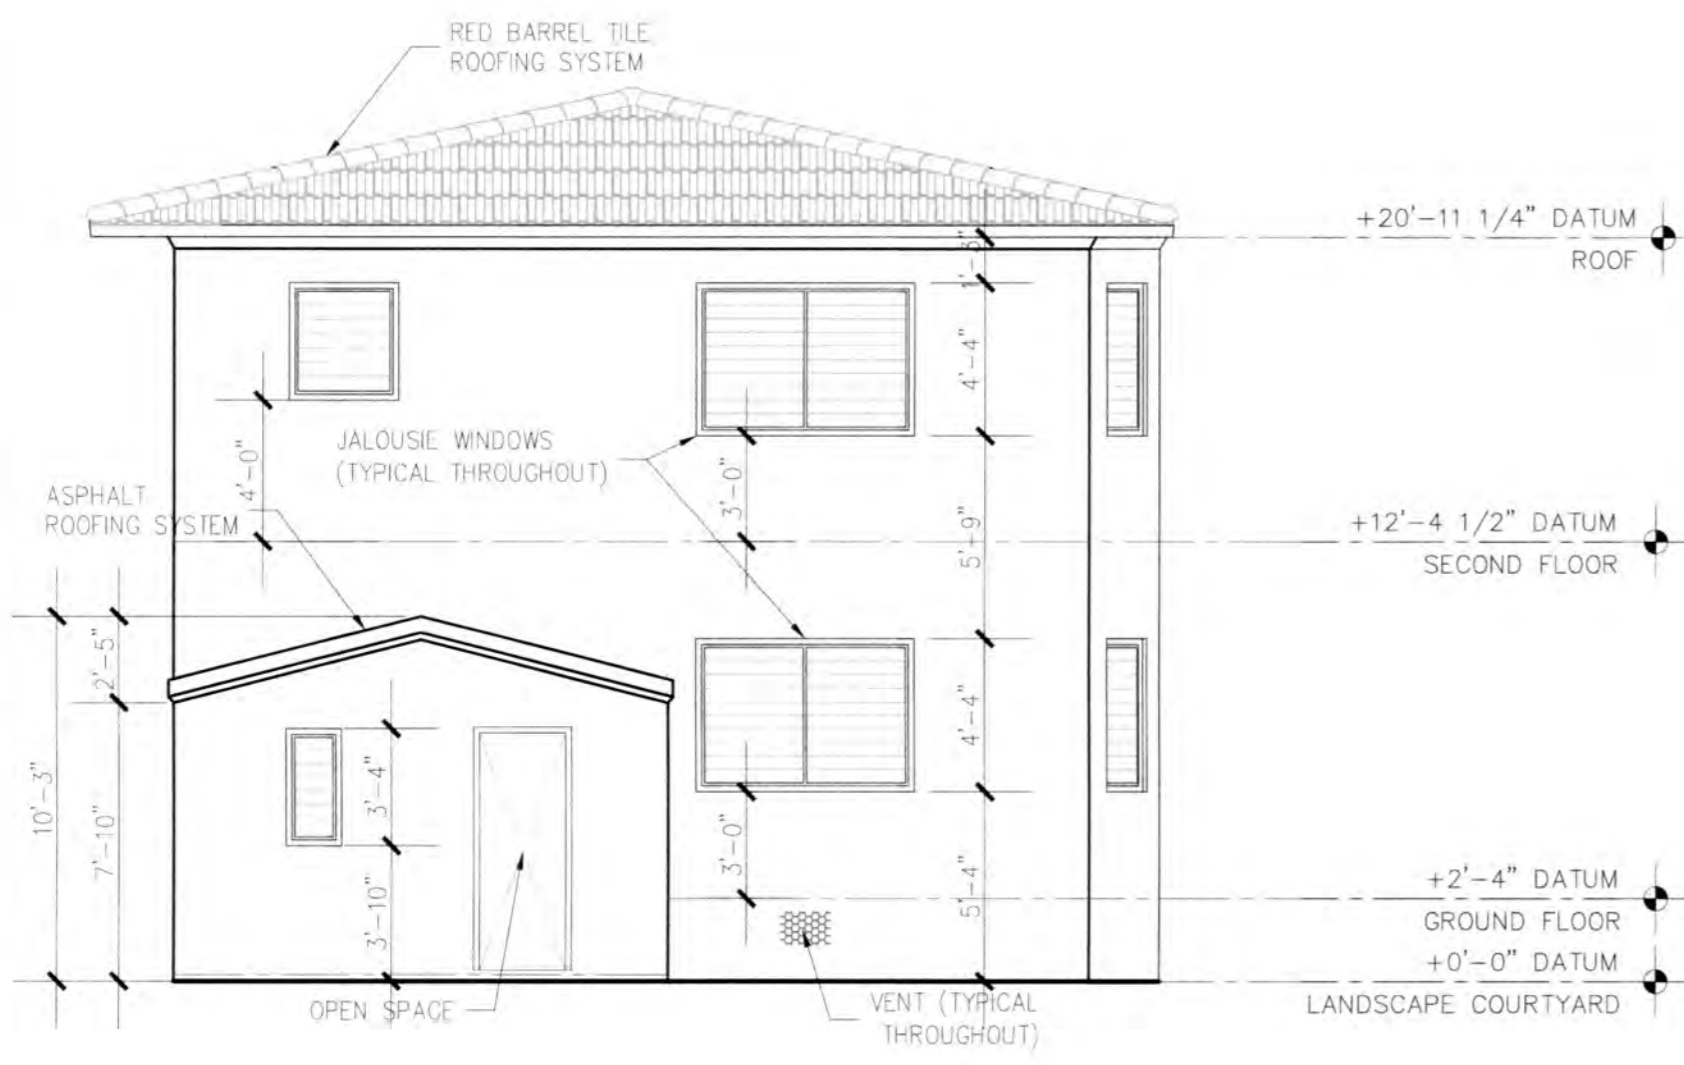 RED BARREL TILE
ROOFING SYSTEM
+20'-11 1/4" DATUM
ROOF
1'-3"
4'-4"
JALOUSIE WINDOWS
(TYPICAL THROUGHOUT)
4'-0"
3'-0"
ASPHALT
ROOFING SYSTEM
5'-9"
+12'-4 1/2" DATUM
SECOND FLOOR
2'-5"
10'-3"
7'-10"
3'-4"
3'-10"
4'-4"
3'-0"
5'-4"
+2'-4" DATUM
GROUND FLOOR
+0'-0" DATUM
LANDSCAPE COURTYARD
OPEN SPACE
VENT (TYPICAL
THROUGHOUT)